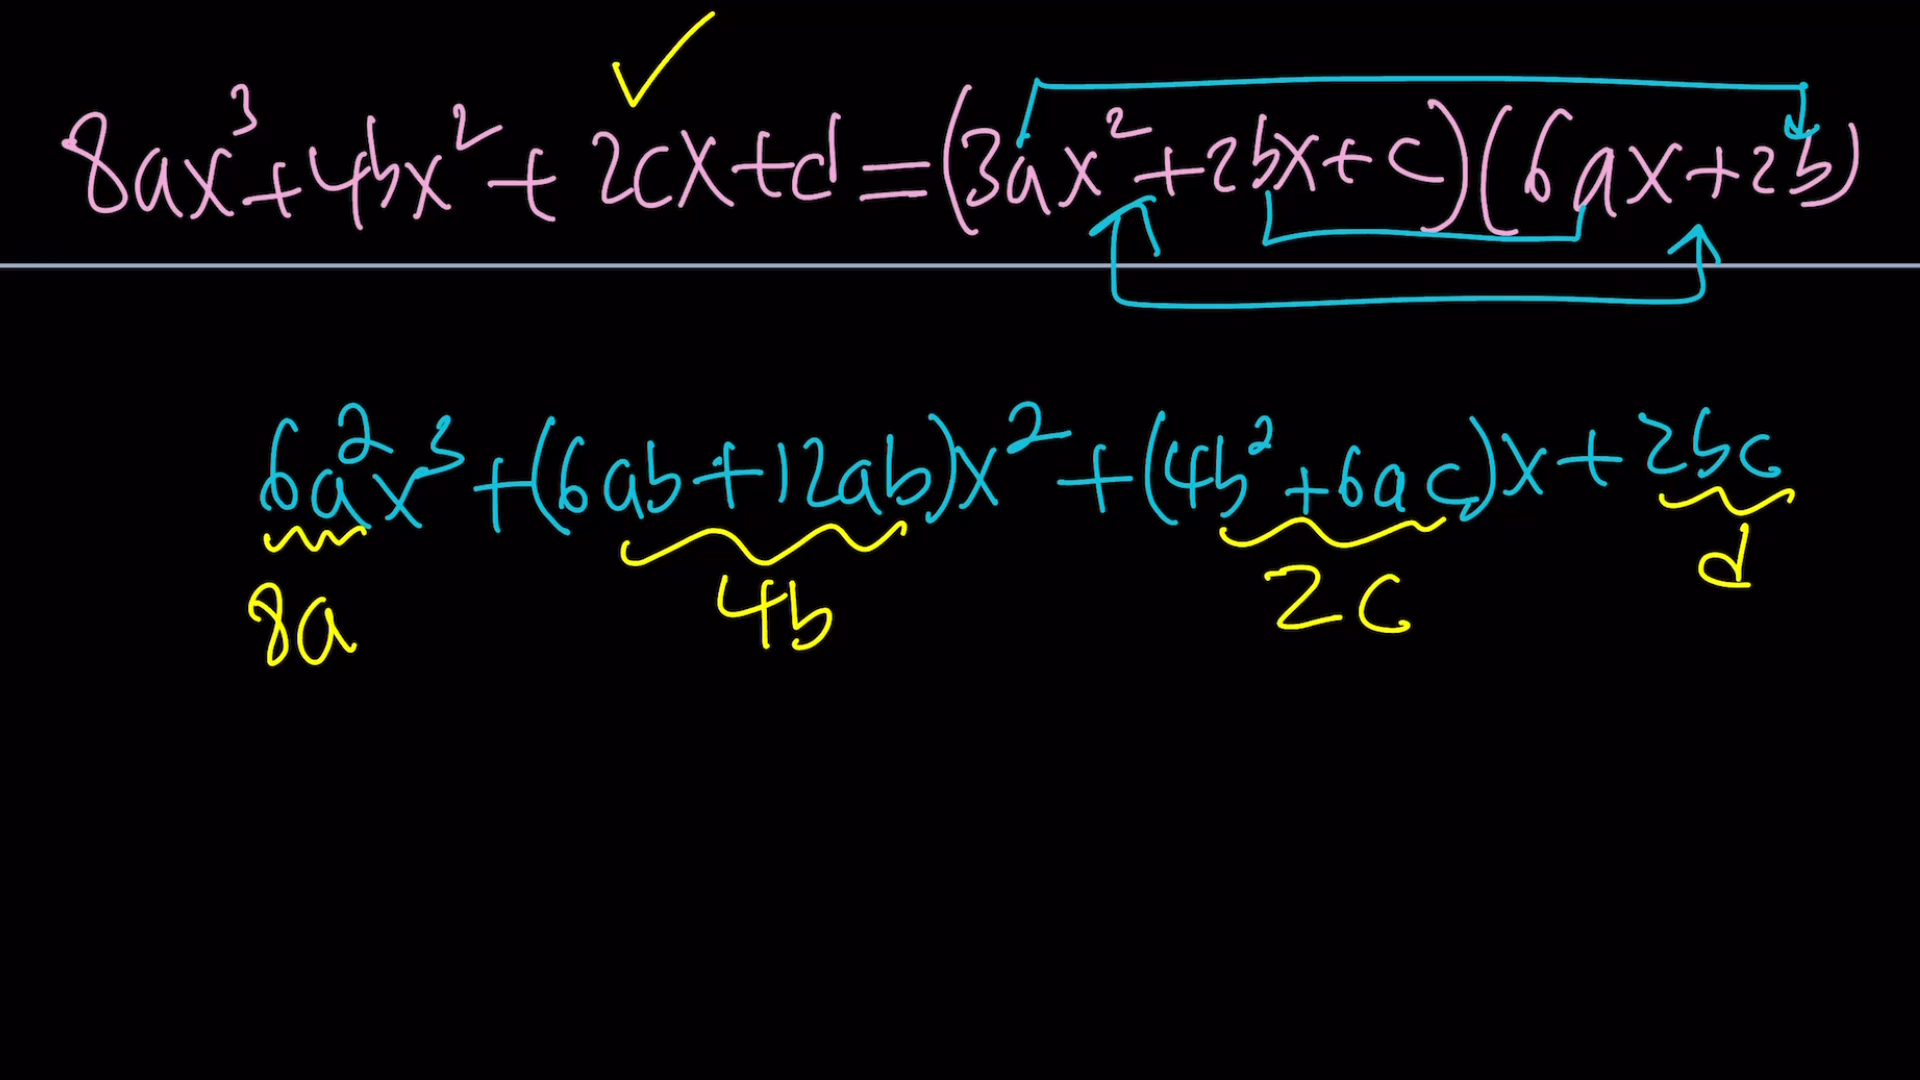 8ax³+4bx²+2cx+d=(3ax²+2bx+c)(6ax+2b)
6a²x³+(6ab+12ab)x²+(4b²+6ac)x+2bc
8a 4b 2c d